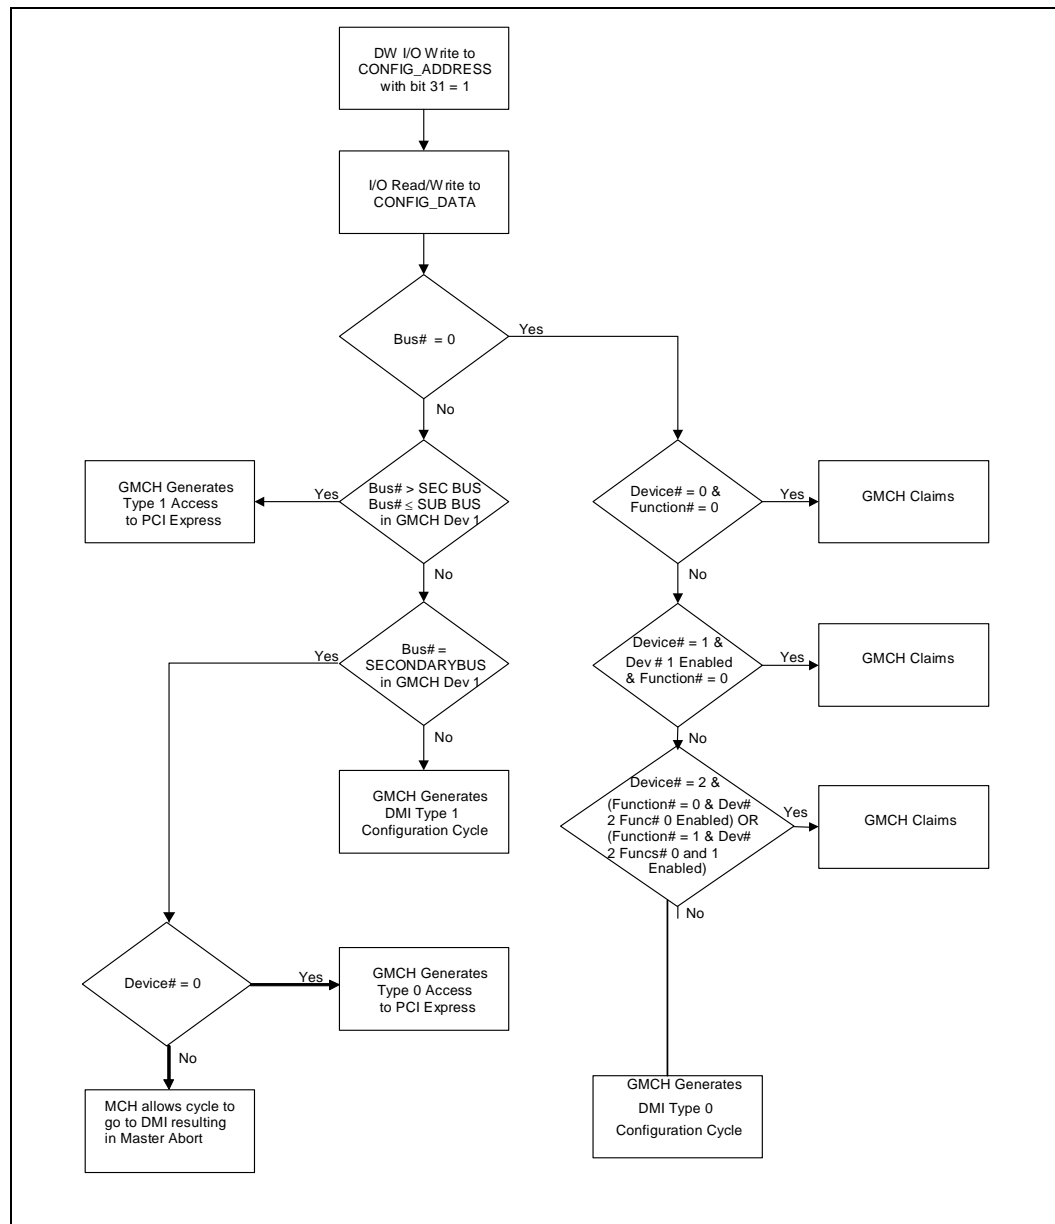 DW I/O Write to
CONFIG_ADDRESS
with bit 31 = 1
I/O Read/Write to
CONFIG_DATA
Bus# = 0
Yes
No
Bus# > SEC BUS
Bus# ≤ SUB BUS
in GMCH Dev 1
Yes
GMCH Generates
Type 1 Access
to PCI Express
No
Device# = 0 &
Function# = 0
Yes
GMCH Claims
No
Bus# =
SECONDARYBUS
in GMCH Dev 1
Yes
No
Device# = 1 &
Dev # 1 Enabled
& Function# = 0
Yes
GMCH Claims
No
GMCH Generates
DMI Type 1
Configuration Cycle
Device# = 2 &
(Function# = 0 & Dev#
2 Func# 0 Enabled) OR
(Function# = 1 & Dev#
2 Funcs# 0 and 1
Enabled)
Yes
GMCH Claims
No
Device# = 0
Yes
GMCH Generates
Type 0 Access
to PCI Express
No
MCH allows cycle to
go to DMI resulting
in Master Abort
GMCH Generates
DMI Type 0
Configuration Cycle